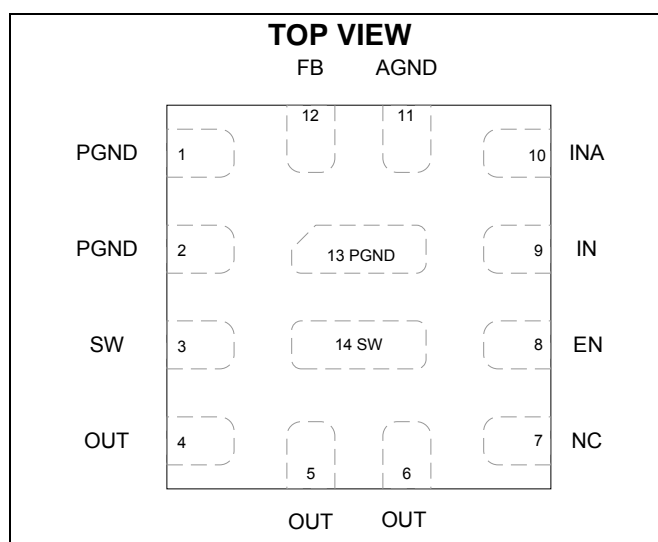 TOP VIEW
FB AGND
12 11
PGND 1 10 INA
PGND 2 13 PGND 9 IN
SW 3 14 SW 8 EN
OUT 4 7 NC
5 6
OUT OUT